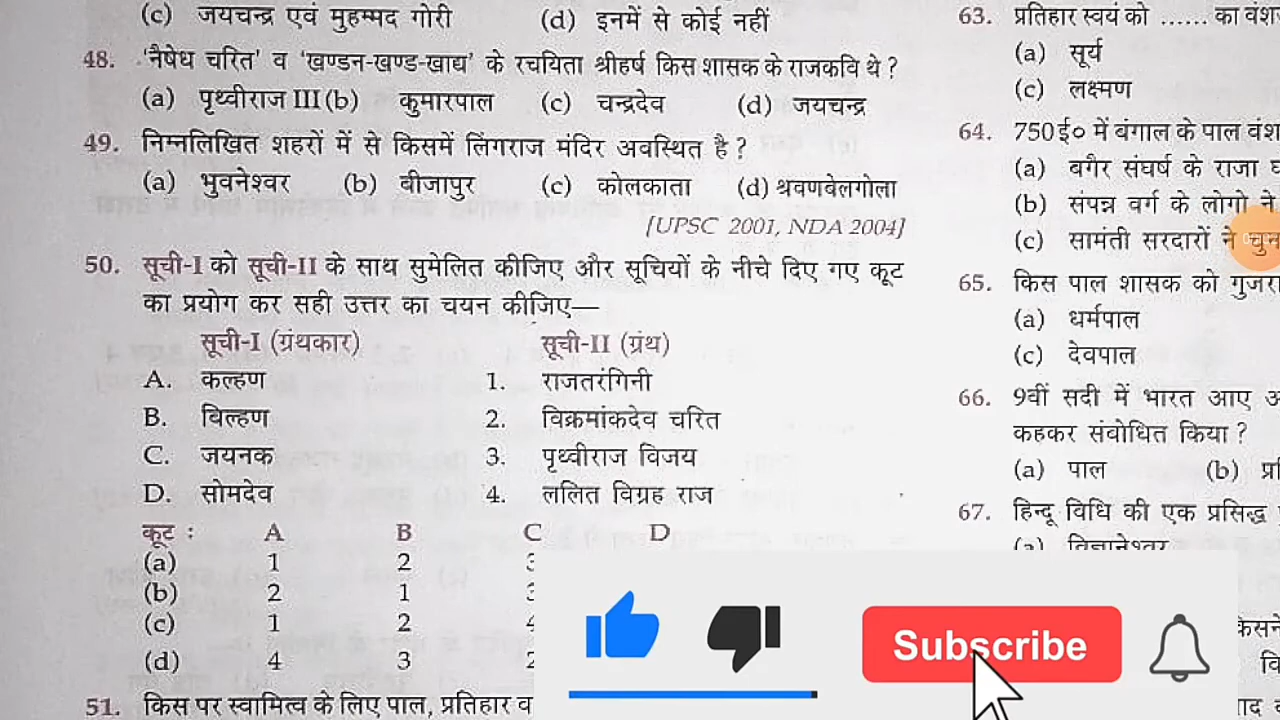 (c) जयचन्द्र एवं मुहम्मद गोरी (d) इनमें से कोई नहीं
48. 'नैषेध चरित' व 'खण्डन-खण्ड-खाद्य' के रचयिता श्रीहर्ष किस शासक के राजकवि थे ?
(a) पृथ्वीराज III (b) कुमारपाल (c) चन्द्रदेव (d) जयचन्द्र
49. निम्नलिखित शहरों में से किसमें लिंगराज मंदिर अवस्थित है ?
(a) भुवनेश्वर (b) बीजापुर (c) कोलकाता (d) श्रवणबेलगोला
[UPSC 2001, NDA 2004]
50. सूची-I को सूची-II के साथ सुमेलित कीजिए और सूचियों के नीचे दिए गए कूट
का प्रयोग कर सही उत्तर का चयन कीजिए—
सूची-I (ग्रंथकार) सूची-II (ग्रंथ)
A. कल्हण 1. राजतरंगिनी
B. बिल्हण 2. विक्रमांकदेव चरित
C. जयनक 3. पृथ्वीराज विजय
D. सोमदेव 4. ललित विग्रह राज
कूट : A B C D
(a) 1 2 3
(b) 2 1 3
(c) 1 2 4
(d) 4 3 2
51. किस पर स्वामित्व के लिए पाल, प्रतिहार व
63. प्रतिहार स्वयं को ...... का वंश
(a) सूर्य
(c) लक्ष्मण
64. 750 ई० में बंगाल के पाल वंश
(a) बगैर संघर्ष के राजा
(b) संपन्न वर्ग के लोगो ने
(c) सामंती सरदारों ने
65. किस पाल शासक को
(a) धर्मपाल
(c) देवपाल
66. 9वीं सदी में भारत आए
कहकर संबोधित किया ?
(a) पाल (b)
67. हिन्दू विधि की एक प्रसिद्ध
(a) विज्ञानेश्वर
Subscribe